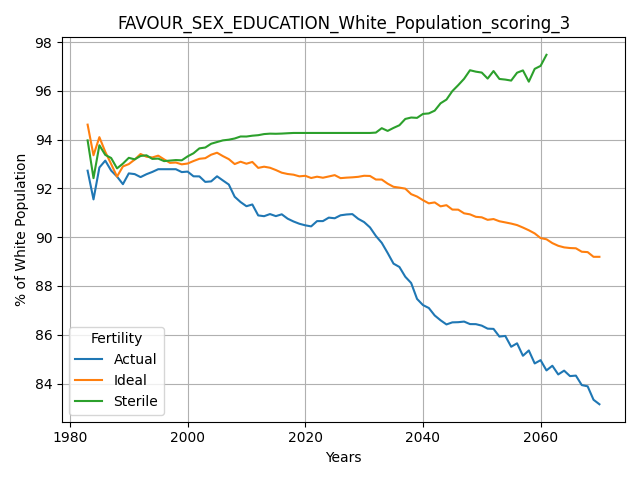 FAVOUR_SEX_EDUCATION_White_Population_scoring_3
% of White Population
98
96
94
92
90
88
86
84
Fertility
Actual
Ideal
Sterile
1980
2000
2020
2040
2060
Years